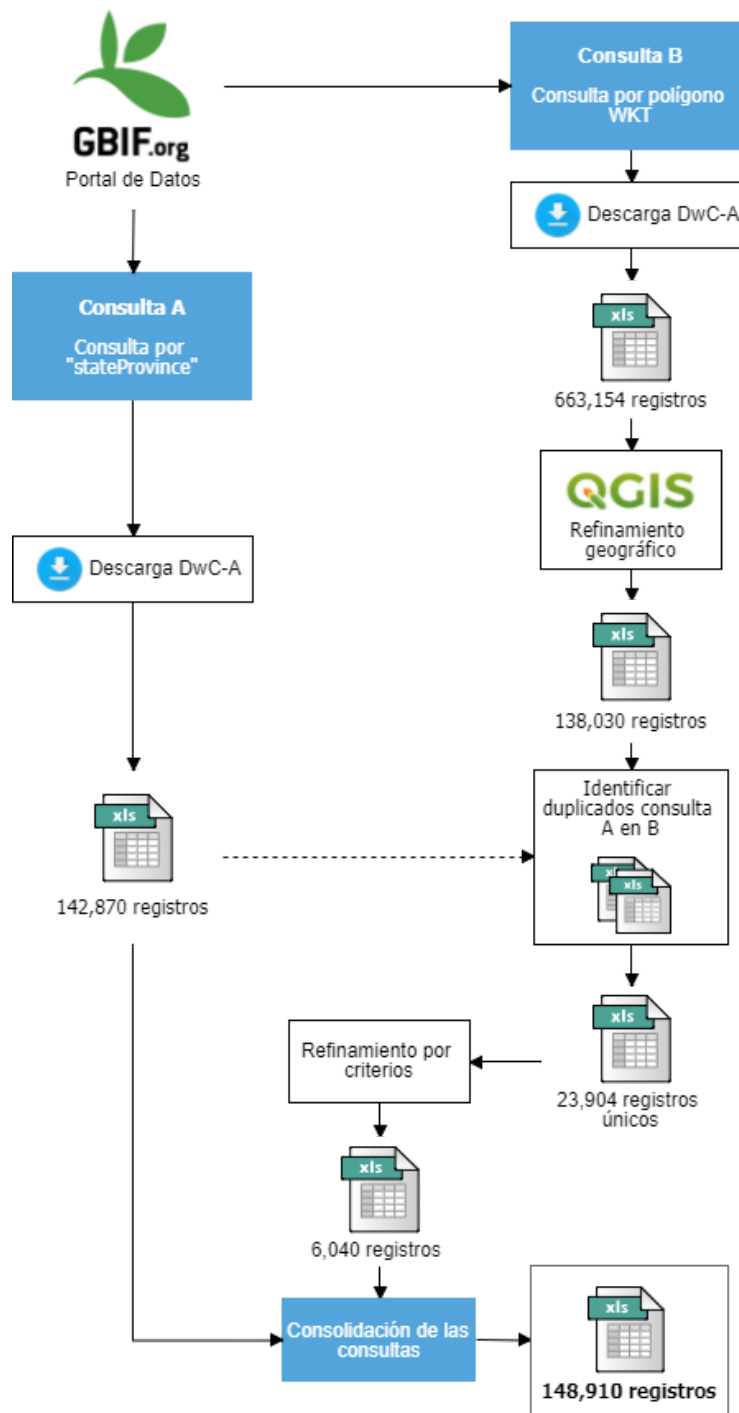 GBIF.org
Portal de Datos
Consulta B
Consulta por polígono
WKT
Descarga DwC-A
xls
663,154 registros
QGIS
Refinamiento
geográfico
xls
138,030 registros
Consulta A
Consulta por
"stateProvince"
Descarga DwC-A
xls
142,870 registros
Identificar
duplicados consulta
A en B
xls
xls
xls
23,904 registros
únicos
Refinamiento por
criterios
xls
6,040 registros
Consolidación de las
consultas
xls
148,910 registros